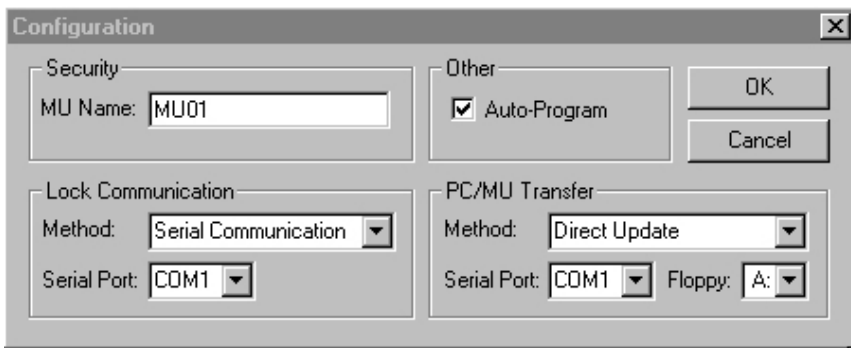 Configuration
Security
MU Name: MU01
Other
Auto-Program
OK
Cancel
Lock Communication
Method: Serial Communication
Serial Port: COM1
PC/MU Transfer
Method: Direct Update
Serial Port: COM1 Floppy: A: